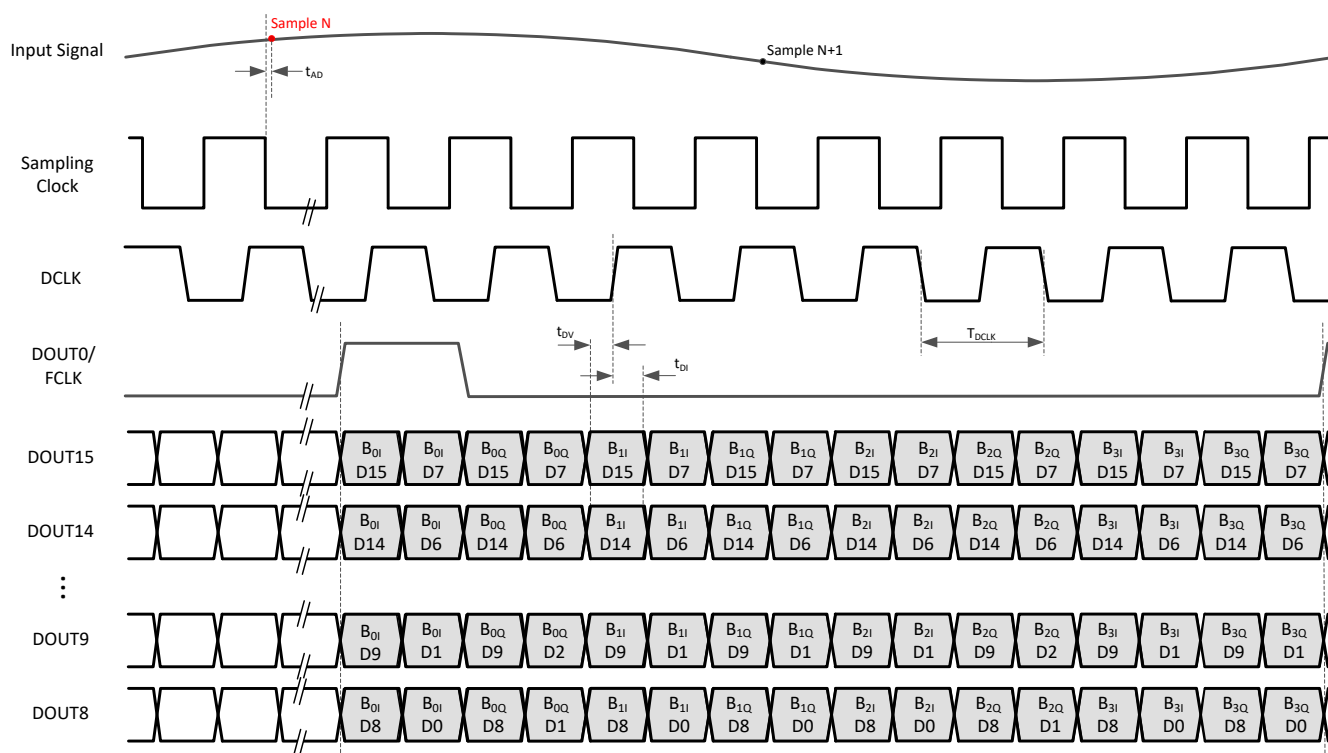 Sample N
Input Signal
Sample N+1
tAD
Sampling
Clock
DCLK
tDV
TDCLK
DOUT0/
FCLK
tDI
DOUT15
B0I B0I B0Q B0Q B1I B1I B1Q B1Q B2I B2I B2Q B2Q B3I B3I B3Q B3Q
D15 D7 D15 D7 D15 D7 D15 D7 D15 D7 D15 D7 D15 D7 D15 D7
DOUT14
B0I B0I B0Q B0Q B1I B1I B1Q B1Q B2I B2I B2Q B2Q B3I B3I B3Q B3Q
D14 D6 D14 D6 D14 D6 D14 D6 D14 D6 D14 D6 D14 D6 D14 D6
⋮
DOUT9
B0I B0I B0Q B0Q B1I B1I B1Q B1Q B2I B2I B2Q B2Q B3I B3I B3Q B3Q
D9 D1 D9 D2 D9 D1 D9 D1 D9 D1 D9 D2 D9 D1 D9 D1
DOUT8
B0I B0I B0Q B0Q B1I B1I B1Q B1Q B2I B2I B2Q B2Q B3I B3I B3Q B3Q
D8 D0 D8 D1 D8 D0 D8 D0 D8 D0 D8 D1 D8 D0 D8 D0